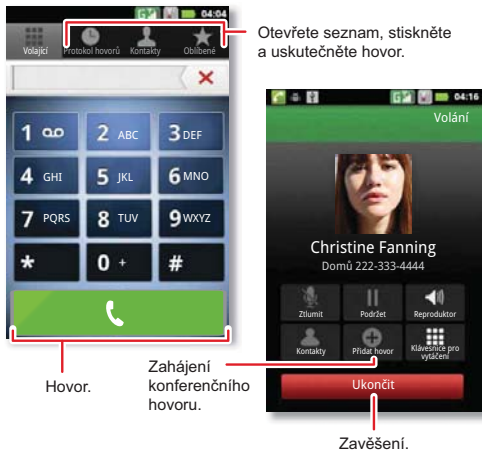 04:04
Volající Protokol hovorů Kontakty Oblíbené
Otevřete seznam, stiskněte
a uskutečněte hovor.
1 2 ABC 3 DEF
4 GHI 5 JKL 6 MNO
7 PQRS 8 TUV 9 WXYZ
* 0 + #
Hovor.
Zahájení
konferenčního
hovoru.
04:16
Volání
Christine Fanning
Domů 222-333-4444
Ztlumit Podržet Reproduktor
Kontakty Přidat hovor Klávesnice pro
vytáčení
Ukončit
Zavěšení.